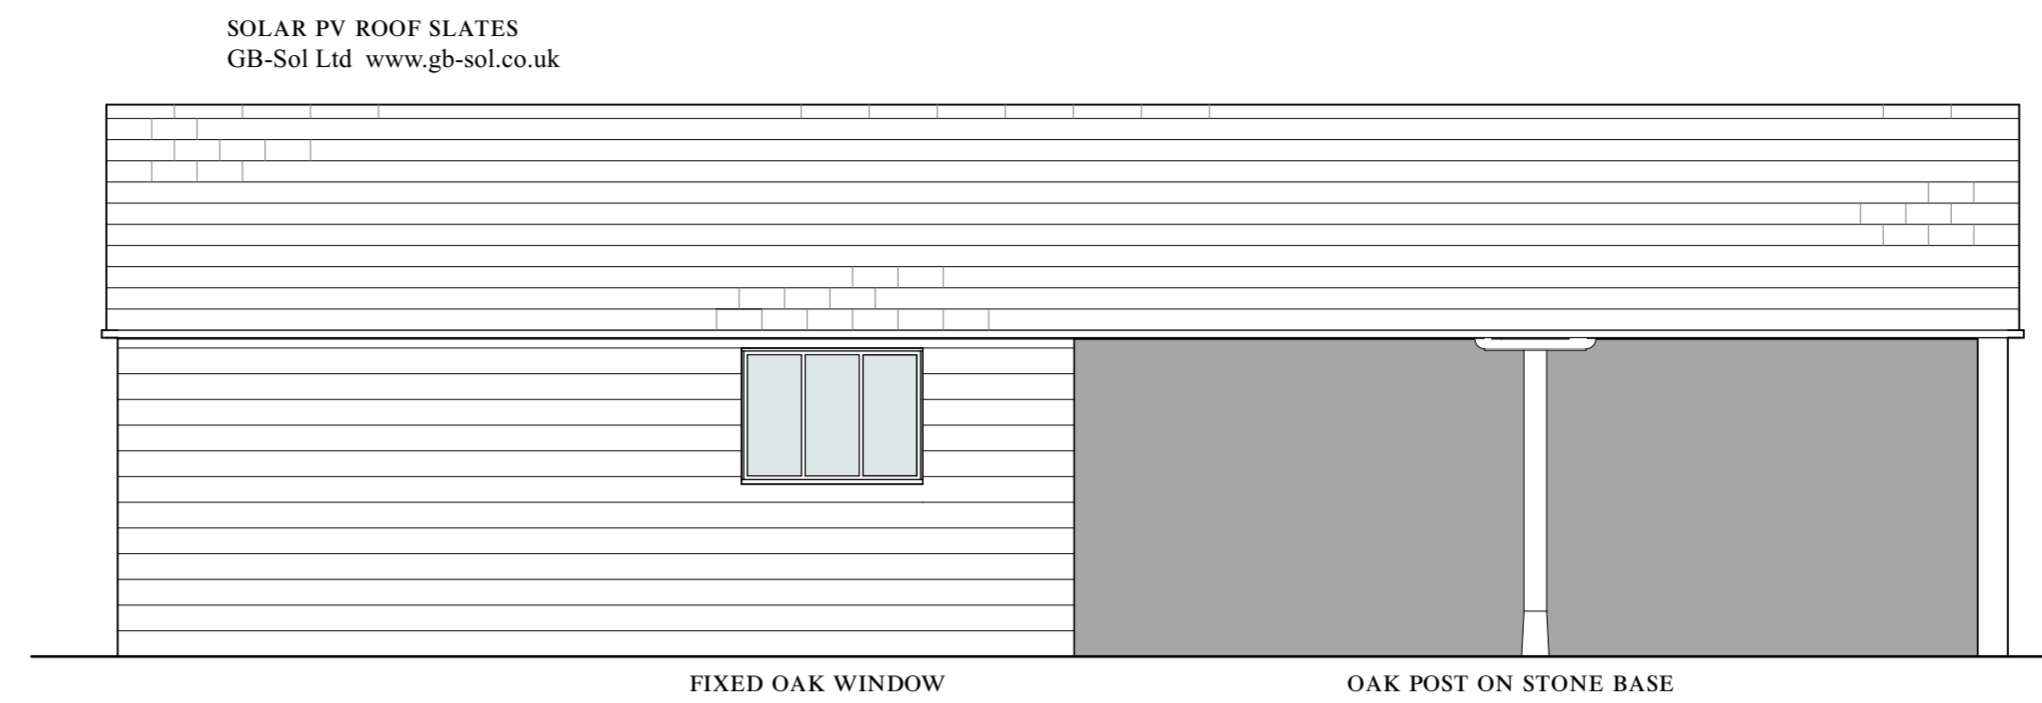 SOLAR PV ROOF SLATES
GB-Sol Ltd www.gb-sol.co.uk
FIXED OAK WINDOW
OAK POST ON STONE BASE